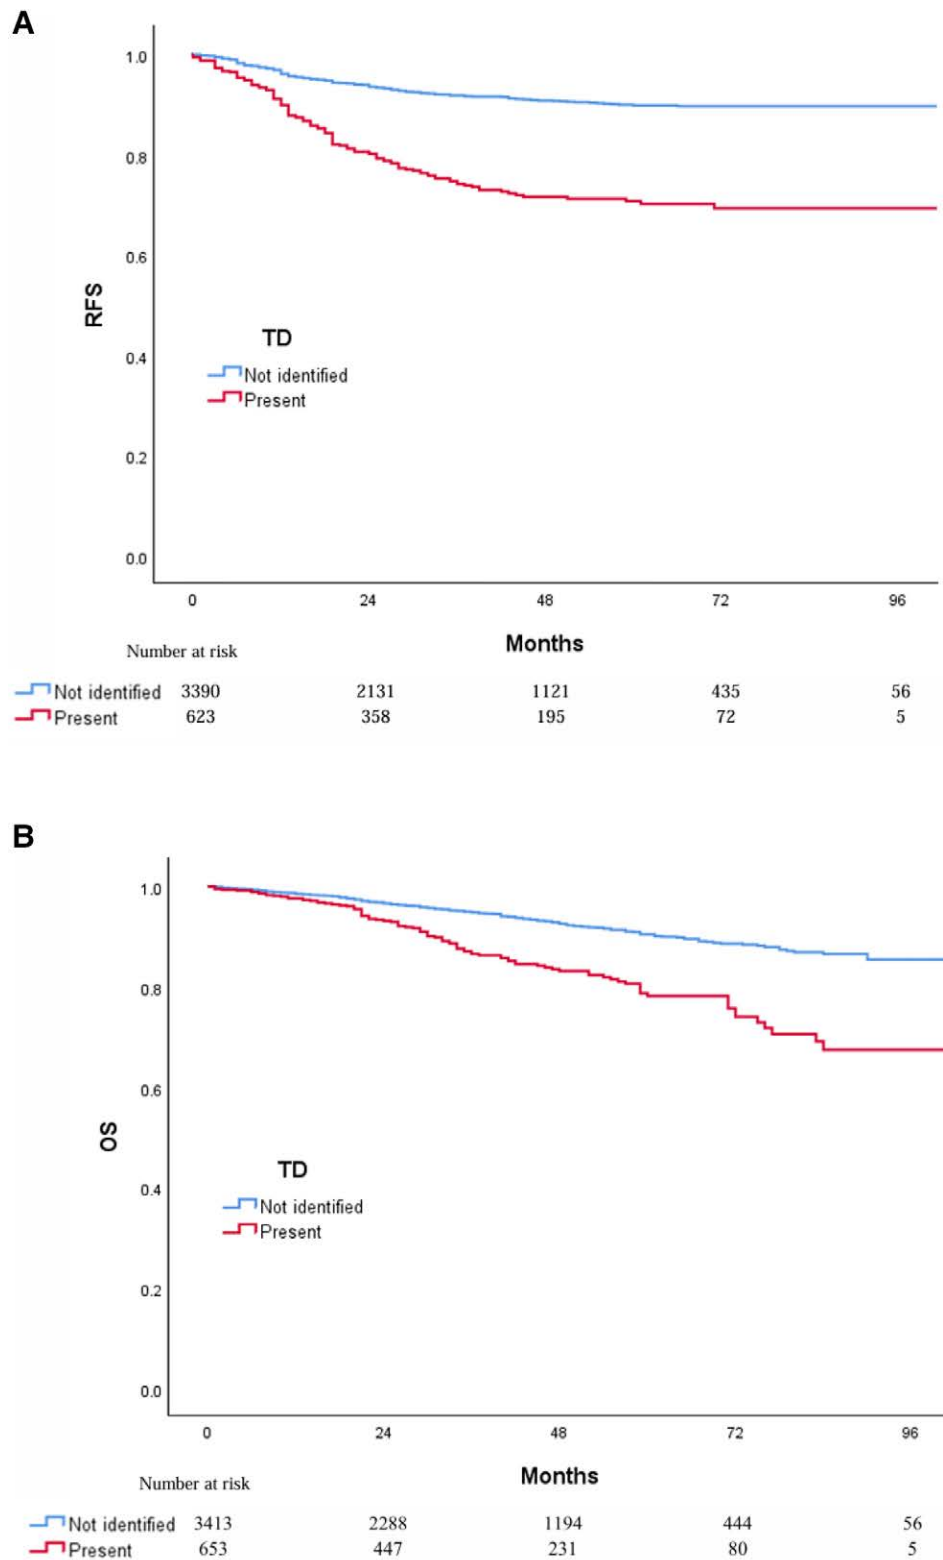 A
1.0
0.8
0.6
0.4
0.2
0.0
RFS
TD
Not identified
Present
0 24 48 72 96
Months
Number at risk
Not identified 3390 2131 1121 435 56
Present 623 358 195 72 5
B
1.0
0.8
0.6
0.4
0.2
0.0
OS
TD
Not identified
Present
0 24 48 72 96
Months
Number at risk
Not identified 3413 2288 1194 444 56
Present 653 447 231 80 5